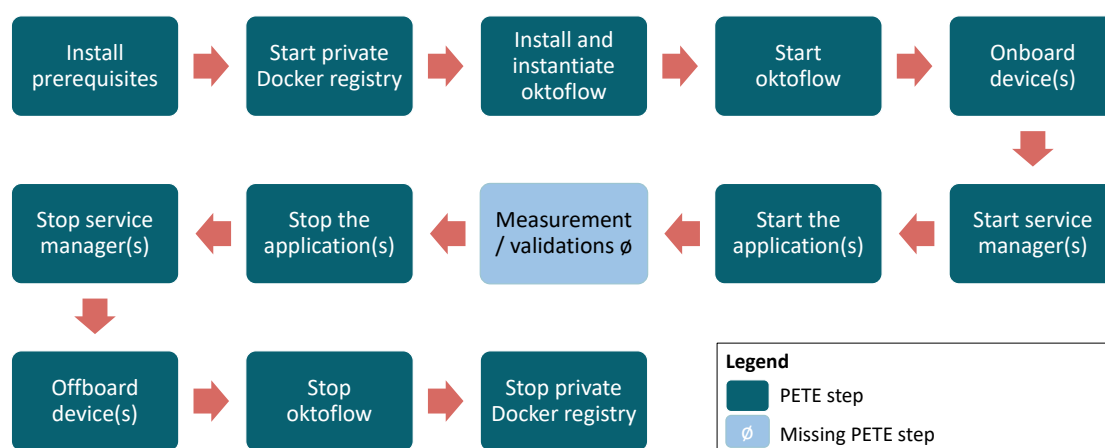 Install
prerequisites
Start private
Docker registry
Install and
instantiate
oktoflow
Start
oktoflow
Onboard
device(s)
Stop service
manager(s)
Stop the
application(s)
Measurement
/ validations ø
Start the
application(s)
Start service
manager(s)
Offboard
device(s)
Stop
oktoflow
Stop private
Docker registry
Legend
PETE step
ø Missing PETE step